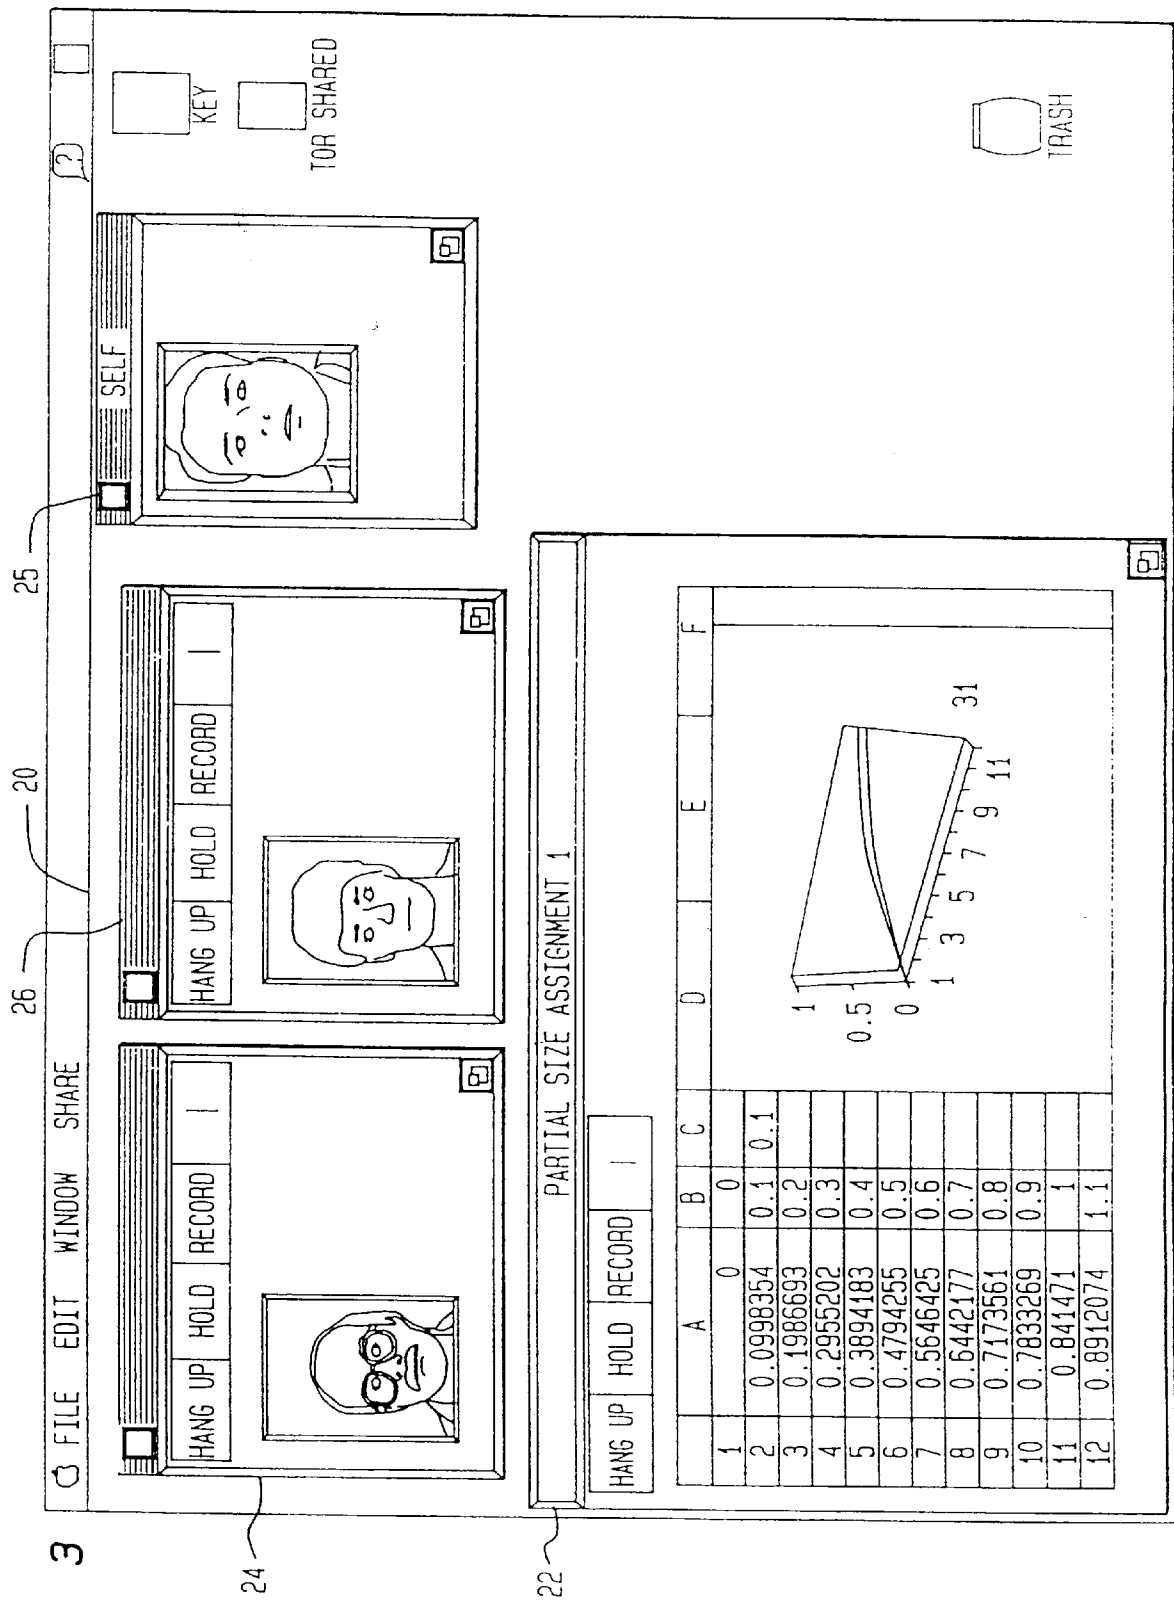 3
FILE EDIT WINDOW SHARE
?
26
20
25
24
22
HANG UP HOLD RECORD |
HANG UP HOLD RECORD |
SELF
KEY
TOR SHARED
TRASH
PARTIAL SIZE ASSIGNMENT 1
HANG UP HOLD RECORD |
A B C D E F
1 0 0
2 0.0998354 0.1 0.1
3 0.1986693 0.2
4 0.2955202 0.3
5 0.3894183 0.4
6 0.4794255 0.5
7 0.5646425 0.6
8 0.6442177 0.7
9 0.7173561 0.8
10 0.7833269 0.9
11 0.841471 1
12 0.8912074 1.1
1
0.5
0
1 3 5 7 9 11
31